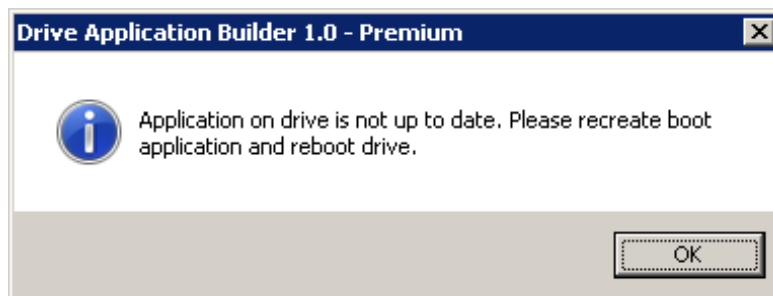 Drive Application Builder 1.0 - Premium
Application on drive is not up to date. Please recreate boot
application and reboot drive.
OK